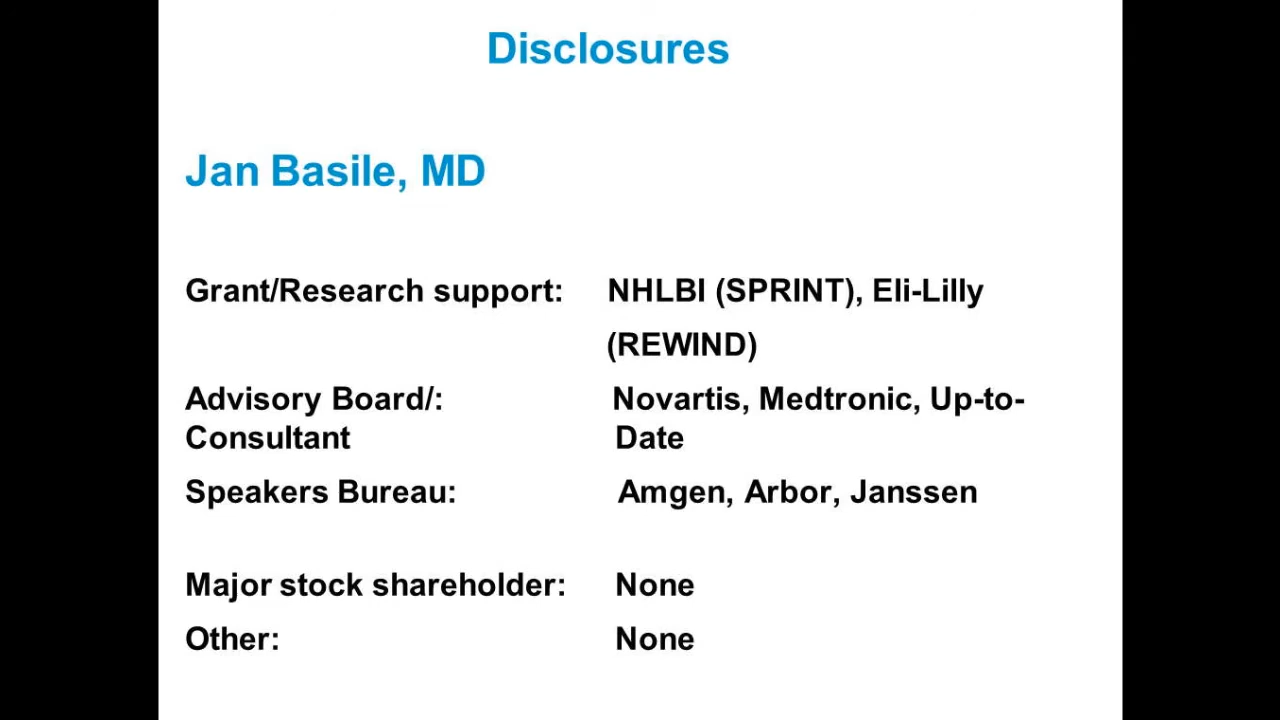 Disclosures
Jan Basile, MD
Grant/Research support: NHLBI (SPRINT), Eli-Lilly
(REWIND)
Advisory Board/: Novartis, Medtronic, Up-to-
Consultant Date
Speakers Bureau: Amgen, Arbor, Janssen
Major stock shareholder: None
Other: None